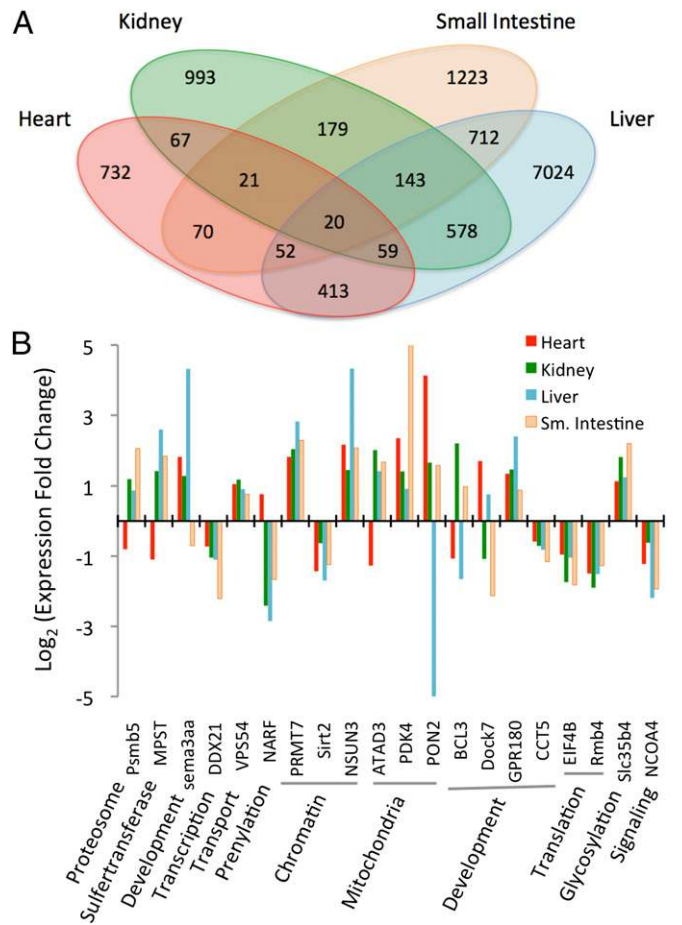 A
Kidney
Small Intestine
Heart
Liver
993
1223
67
179
712
732
21
143
7024
70
20
578
52
59
413
B
Log2 (Expression Fold Change)
5
3
1
-1
-3
-5
Heart
Kidney
Liver
Sm. Intestine
Psmb5
MPST
sema3aa
DDX21
VPS54
NARF
PRMT7
Sirt2
NSUN3
ATAD3
PDK4
PON2
BCL3
Dock7
GPR180
CCT5
EIF4B
Rmb4
Slc35b4
NCOA4
Proteosome
Sulfertransferase
Development
Transcription
Transport
Prenylation
Chromatin
Mitochondria
Development
Translation
Glycosylation
Signaling